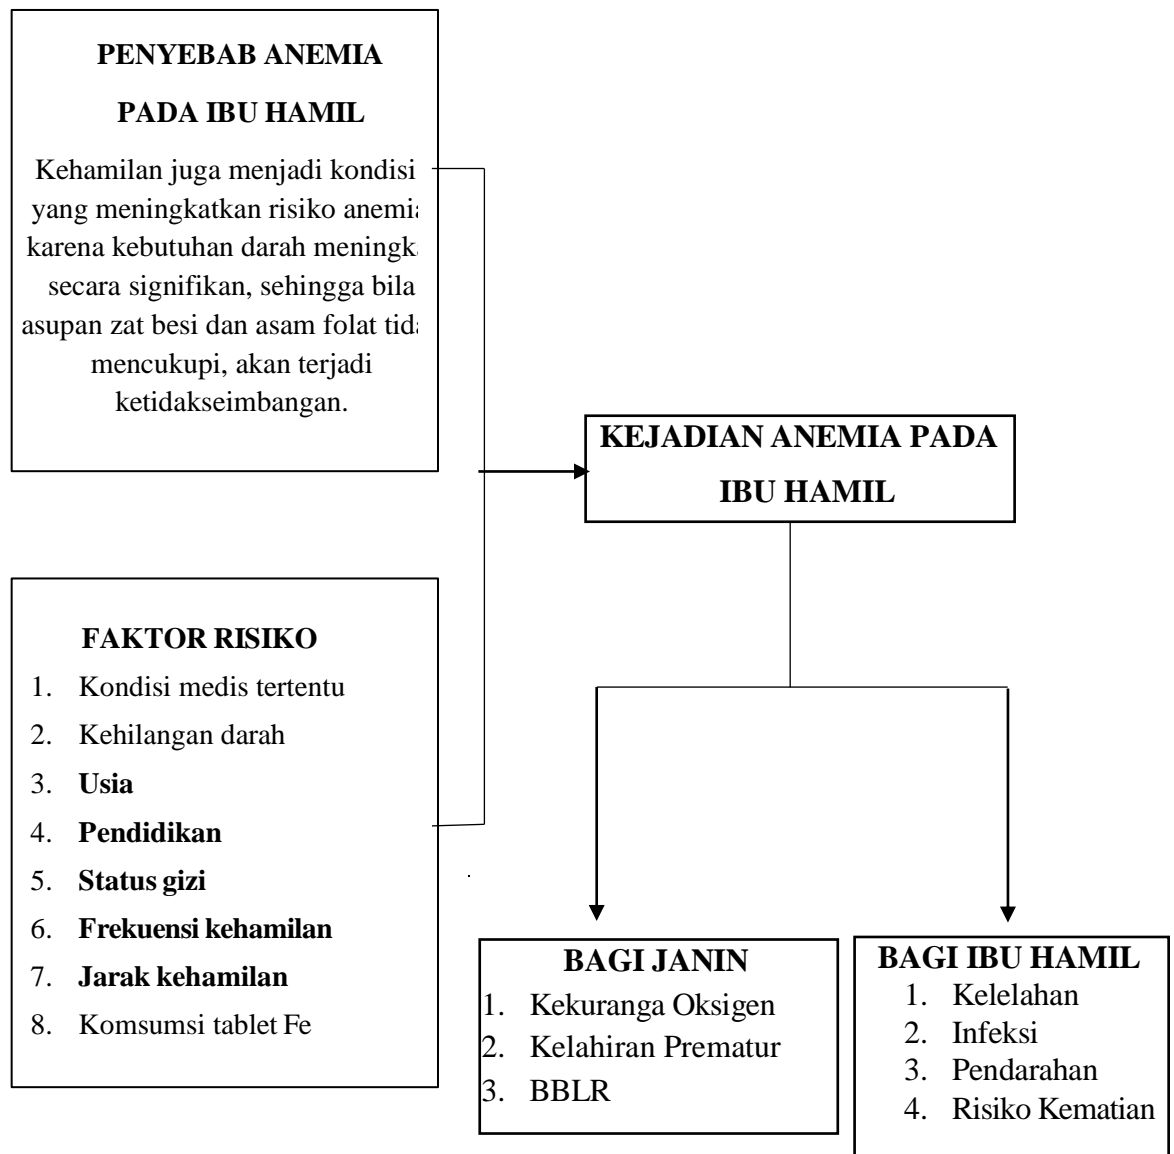 PENYEBAB ANEMIA
PADA IBU HAMIL
Kehamilan juga menjadi kondisi
yang meningkatkan risiko anemia
karena kebutuhan darah meningka
secara signifikan, sehingga bila
asupan zat besi dan asam folat tida
mencukupi, akan terjadi
ketidakseimbangan.
KEJADIAN ANEMIA PADA
IBU HAMIL
FAKTOR RISIKO
1. Kondisi medis tertentu
2. Kehilangan darah
3. Usia
4. Pendidikan
5. Status gizi
6. Frekuensi kehamilan
7. Jarak kehamilan
8. Komsumsi tablet Fe
BAGI JANIN
1. Kekuranga Oksigen
2. Kelahiran Prematur
3. BBLR
BAGI IBU HAMIL
1. Kelelahan
2. Infeksi
3. Pendarahan
4. Risiko Kematian